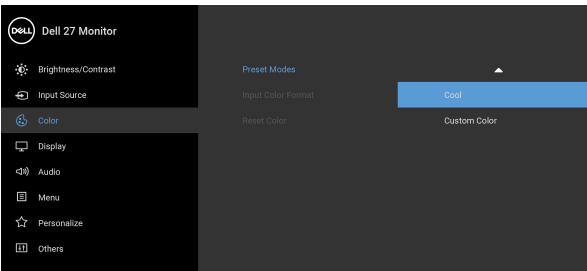 DELL Dell 27 Monitor
Brightness/Contrast
Input Source
Color
Display
Audio
Menu
Personalize
Others
Preset Modes
Input Color Format
Reset Color
Cool
Custom Color